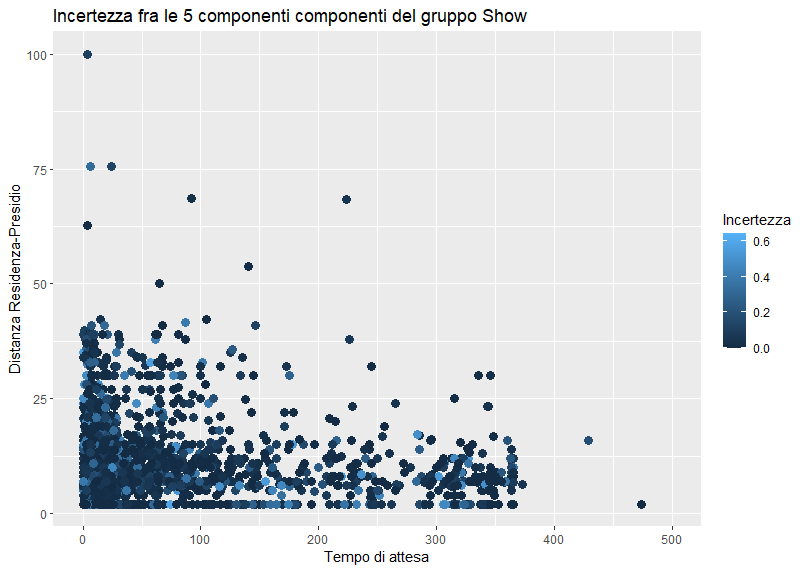 Incertezza fra le 5 componenti componenti del gruppo Show
100
75
50
25
0
Distanza Residenza-Presidio
0 100 200 300 400 500
Tempo di attesa
Incertezza
0.6
0.4
0.2
0.0